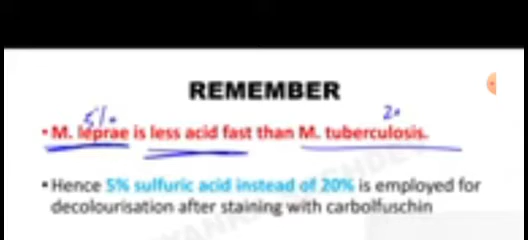 REMEMBER
5%
20
• M. leprae is less acid fast than M. tuberculosis.
• Hence 5% sulfuric acid instead of 20% is employed for
decolourisation after staining with carbolfuschin